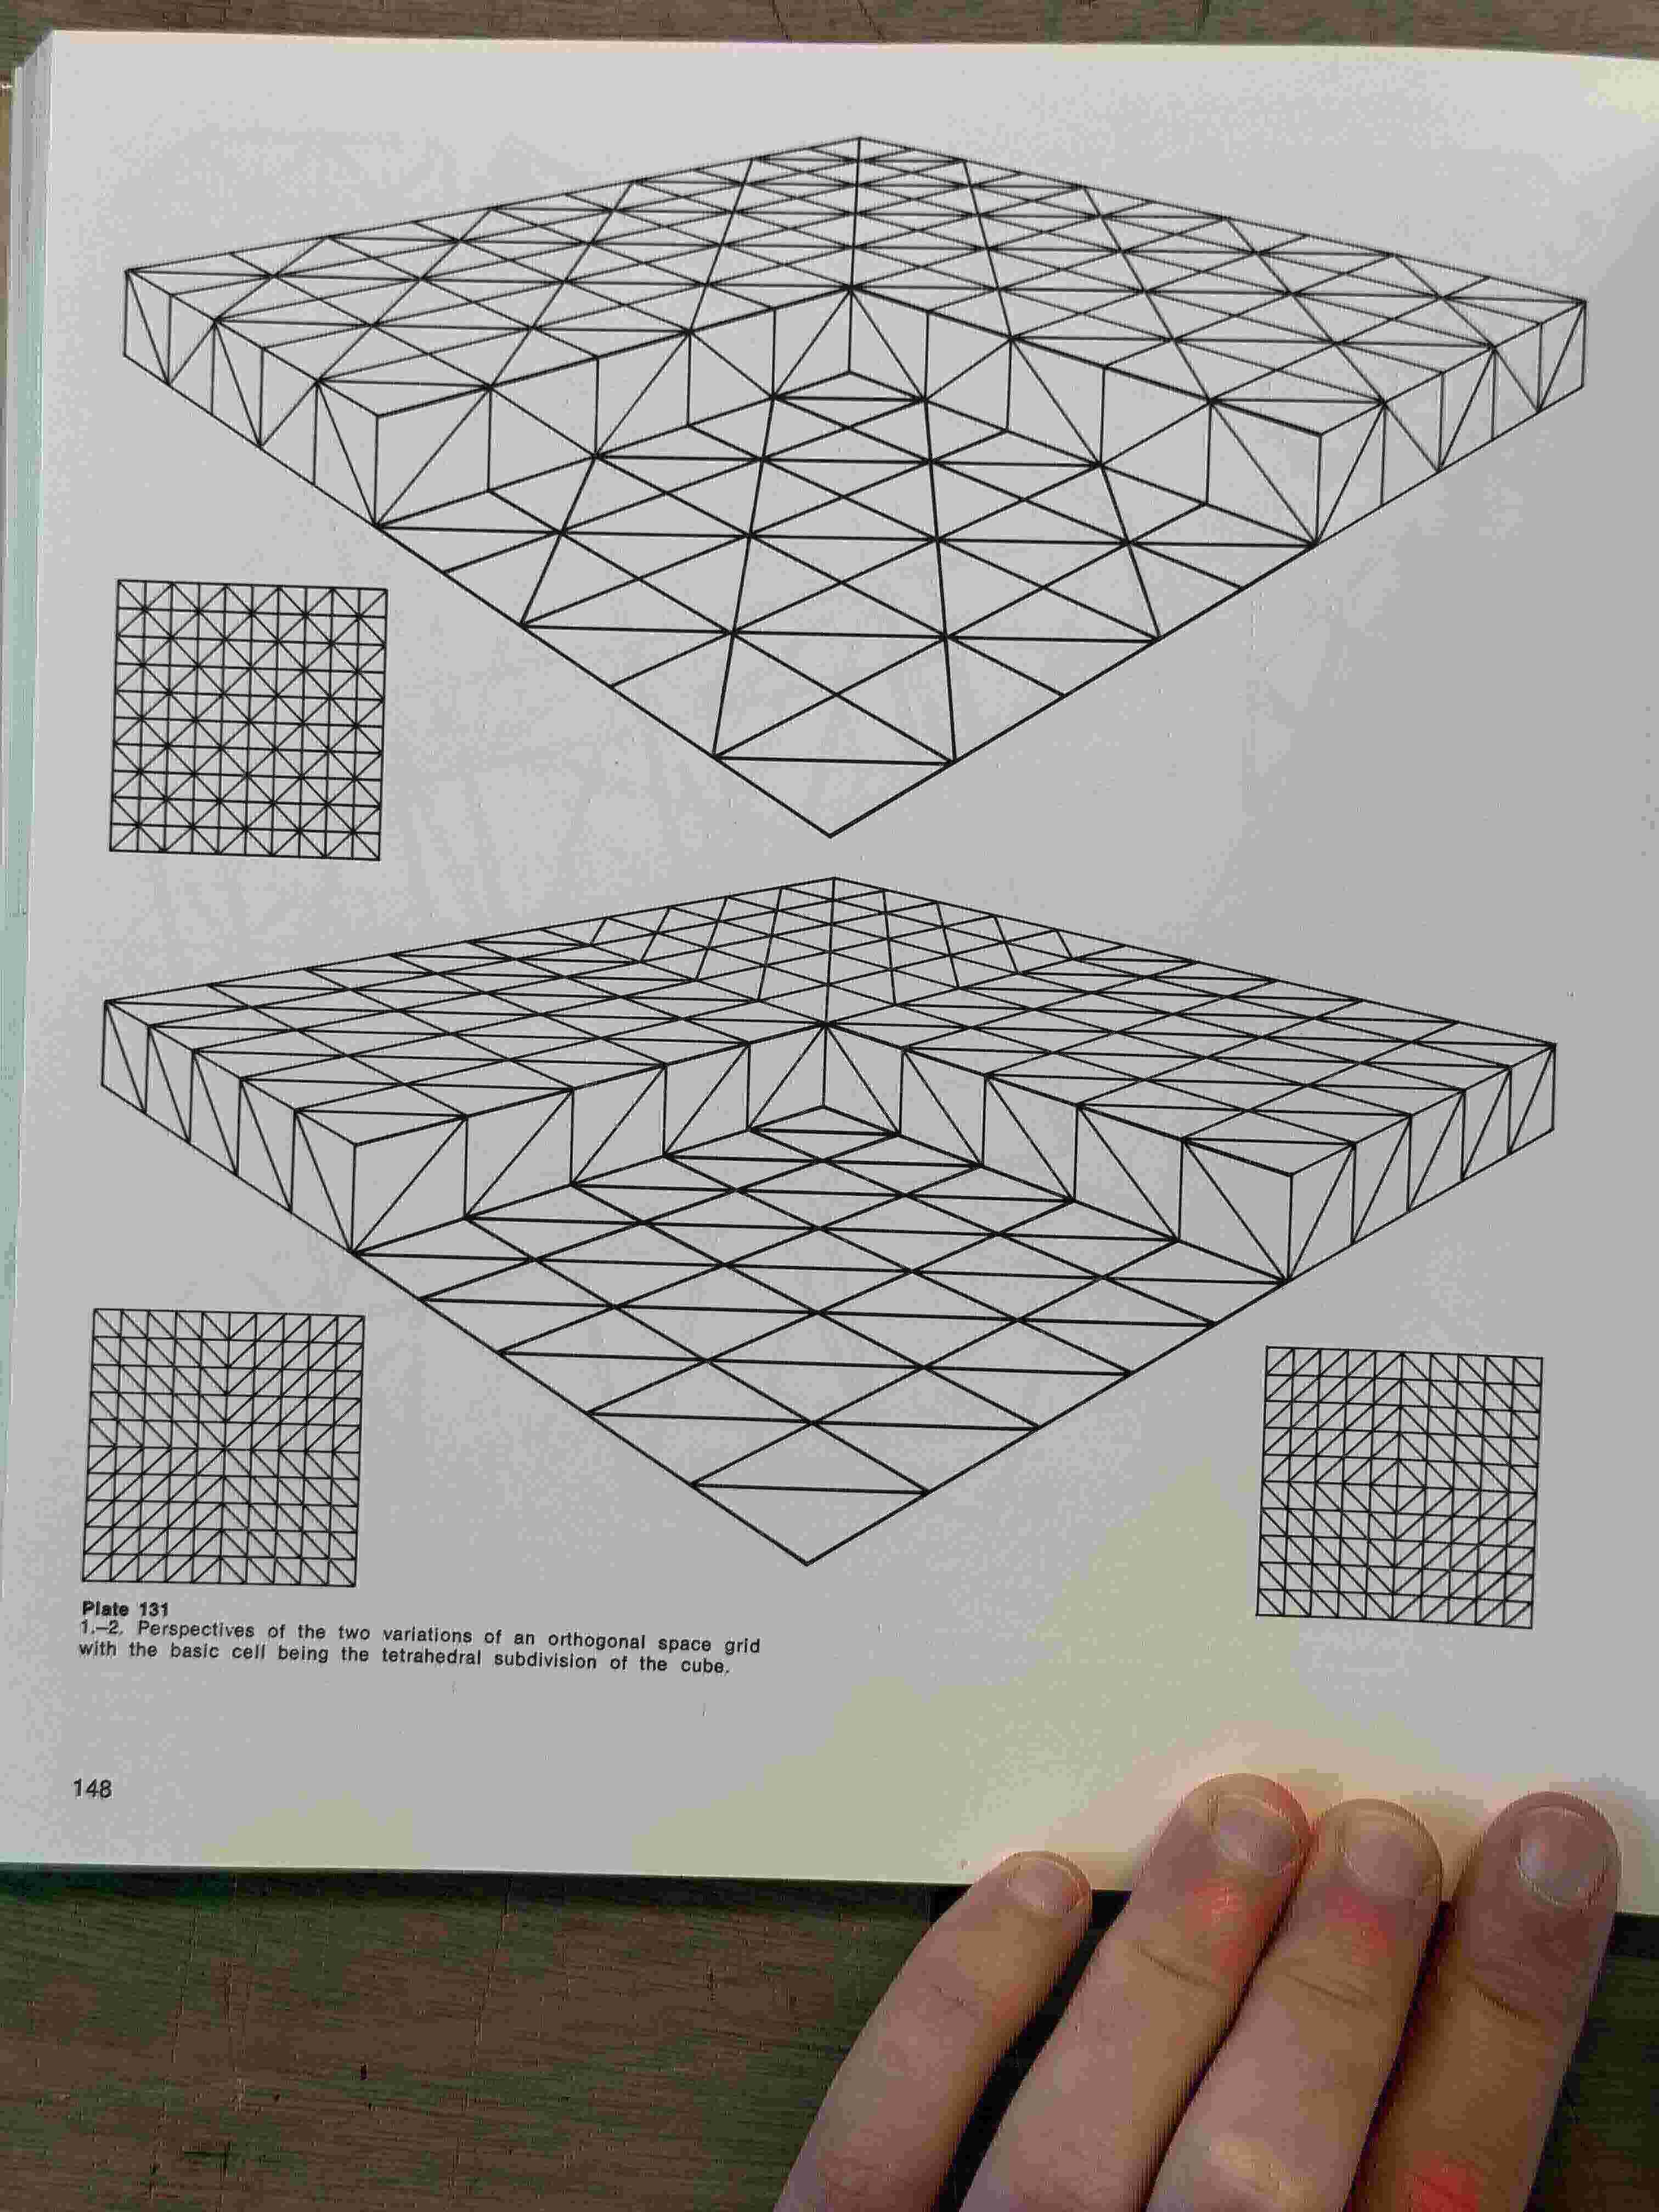 Plate 131
1.–2. Perspectives of the two variations of an orthogonal space grid
with the basic cell being the tetrahedral subdivision of the cube.
148